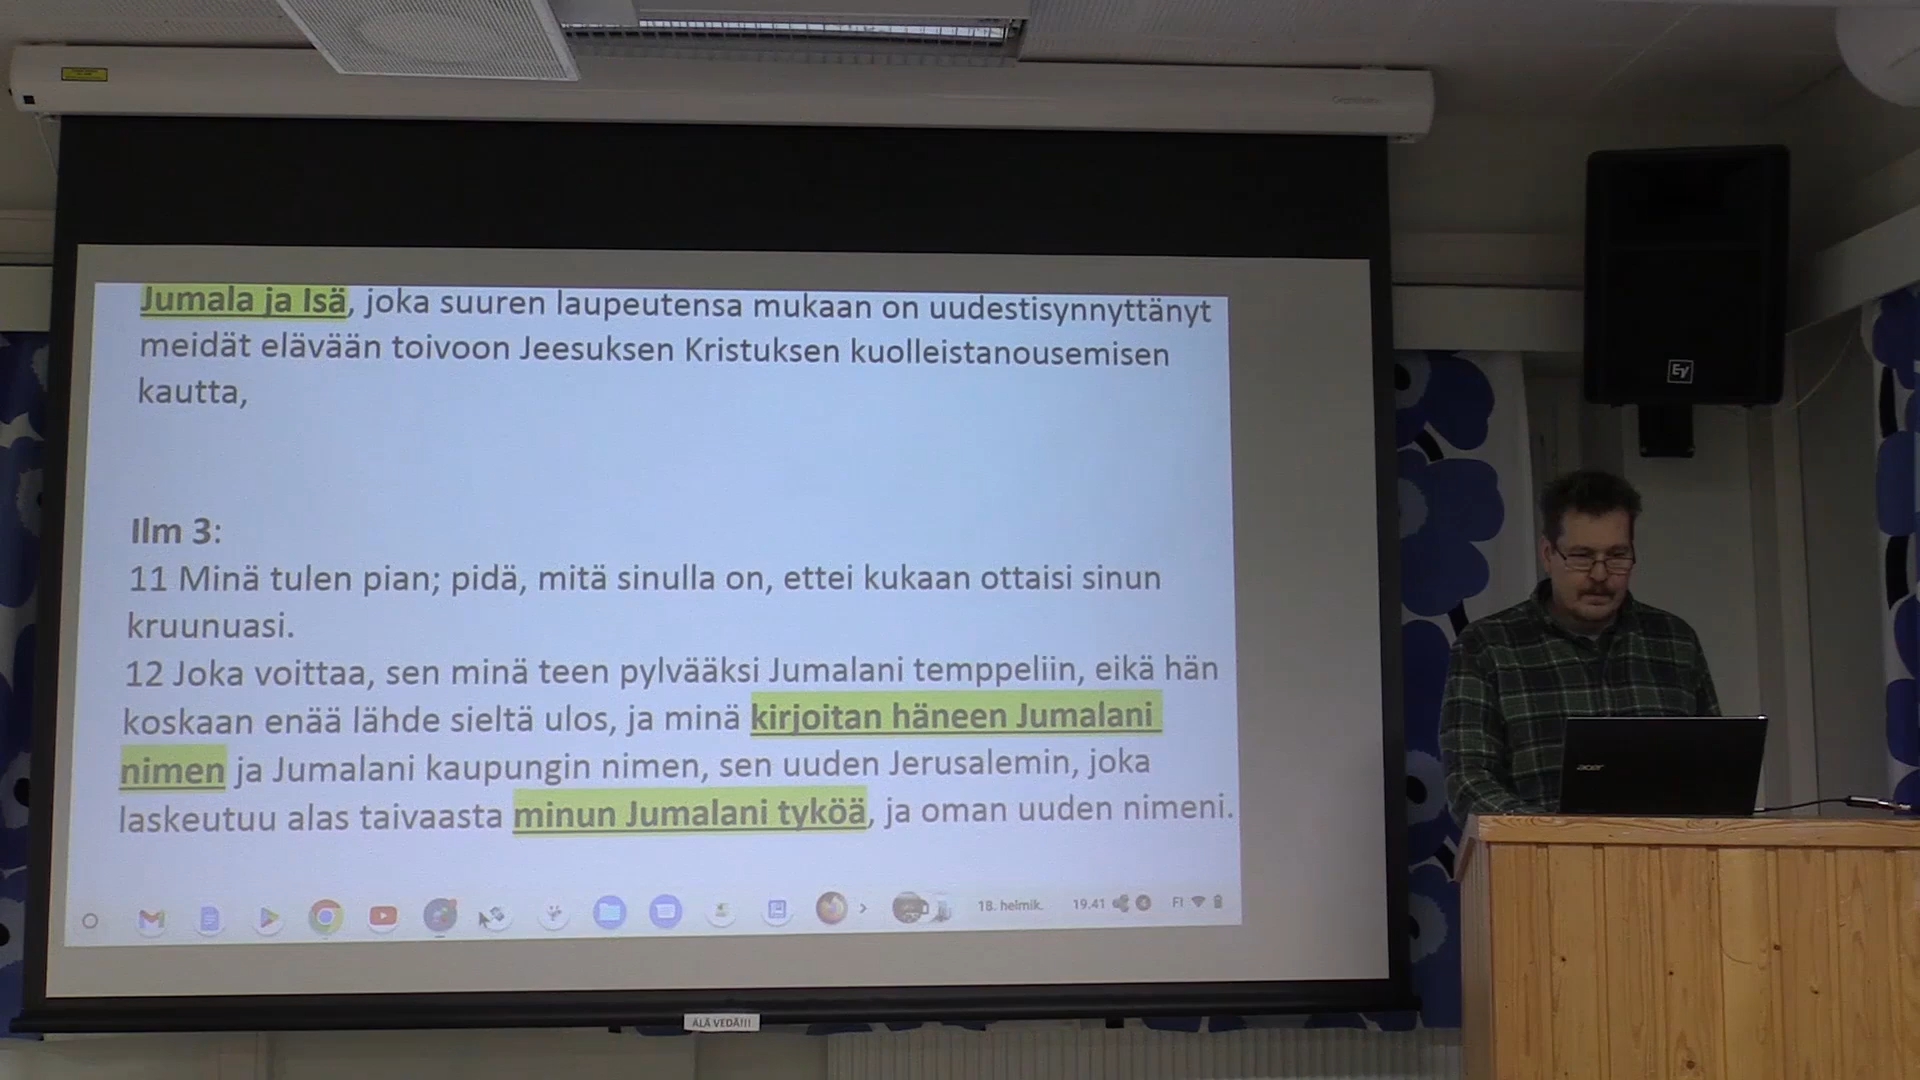 Jumala ja Isä, joka suuren laupeutensa mukaan on uudestisynnyttänyt
meidät elävään toivoon Jeesuksen Kristuksen kuolleistanousemisen
kautta,
Ilm 3:
11 Minä tulen pian; pidä, mitä sinulla on, ettei kukaan ottaisi sinun
kruunuasi.
12 Joka voittaa, sen minä teen pylvääksi Jumalani temppeliin, eikä hän
koskaan enää lähde sieltä ulos, ja minä kirjoitan häneen Jumalani
nimen ja Jumalani kaupungin nimen, sen uuden Jerusalemin, joka
laskeutuu alas taivaasta minun Jumalani tyköä, ja oman uuden nimeni.
18. helmik. 19.41 4 FI
ÄLÄ VEDÄ!!!
EV
acer